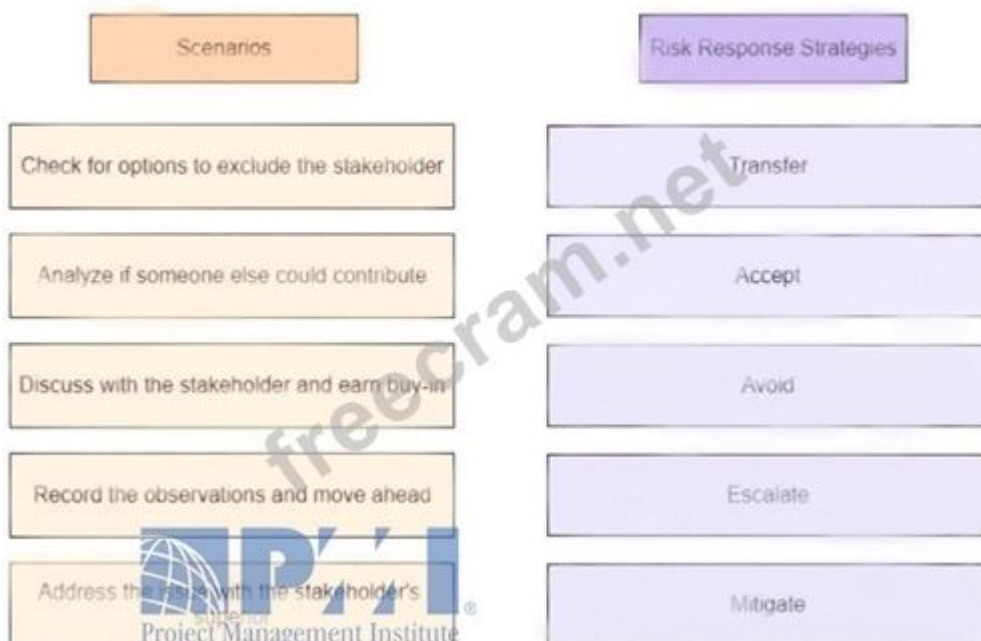 Scenarios
Risk Response Strategies
Check for options to exclude the stakeholder
Transfer
Analyze if someone else could contribute
Accept
Discuss with the stakeholder and earn buy-in
Avoid
Record the observations and move ahead
Escalate
Address the issue with the stakeholder's
superior
Mitigate
freecram.net
PMI
®
Project Management Institute